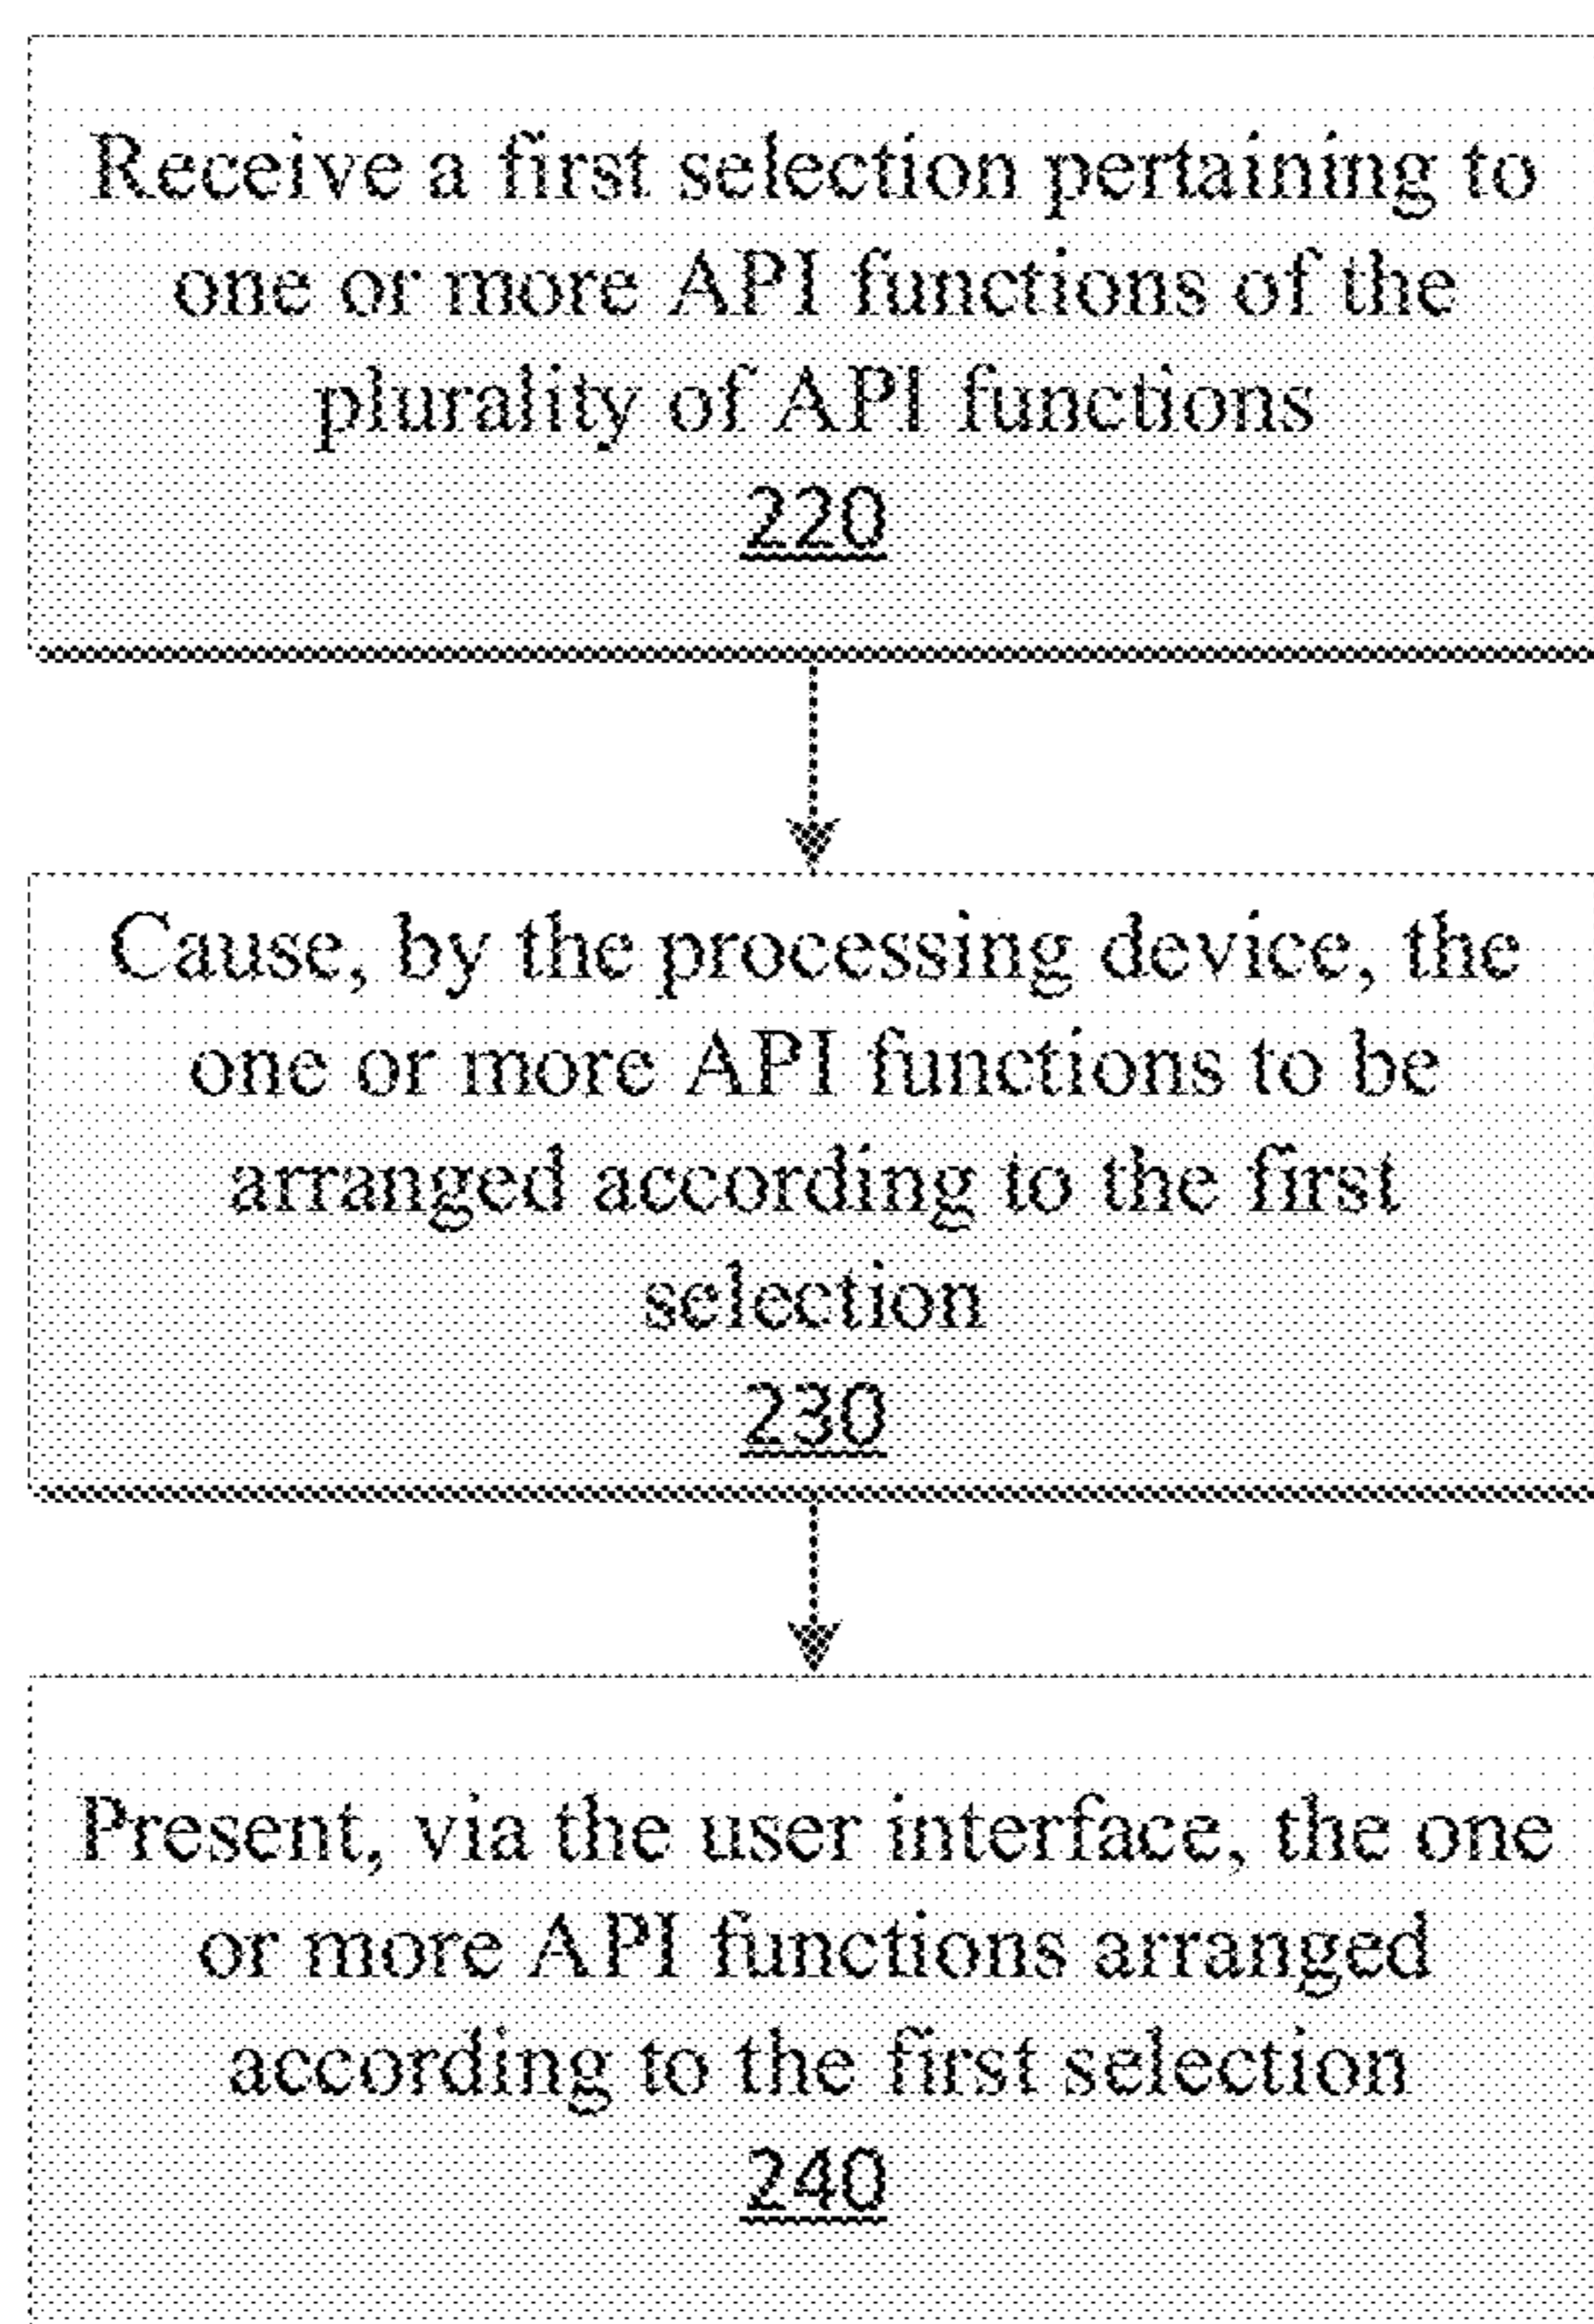 Receive a first selection pertaining to
one or more API functions of the
plurality of API functions
220
Cause, by the processing device, the
one or more API functions to be
arranged according to the first
selection
230
Present, via the user interface, the one
or more API functions arranged
according to the first selection
240